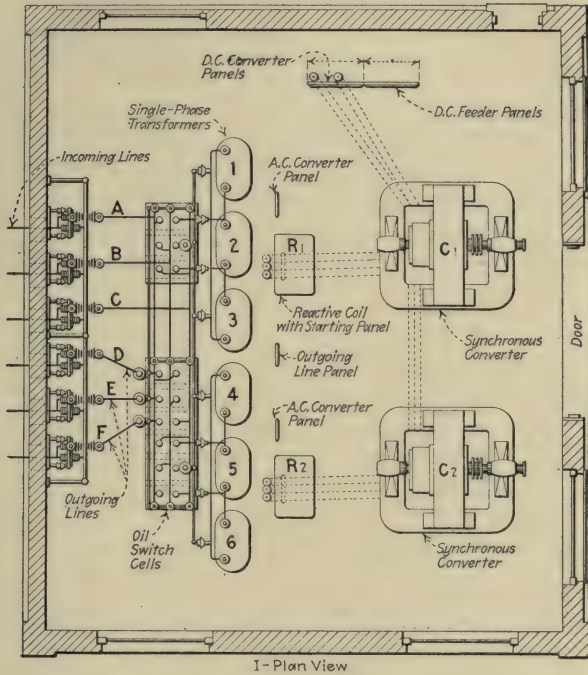 D.C. Converter
Panels
D.C. Feeder Panels
Single-Phase
Transformers
Incoming Lines
A.C. Converter
Panel
1
A
2
B
R1
C1
C
3
Reactive Coil
with Starting Panel
Synchronous
Converter
Door
D
Outgoing
Line Panel
E
4
A.C. Converter
Panel
F
5
R2
C2
Outgoing
Lines
Oil
Switch
Cells
6
Synchronous
Converter
I-Plan View